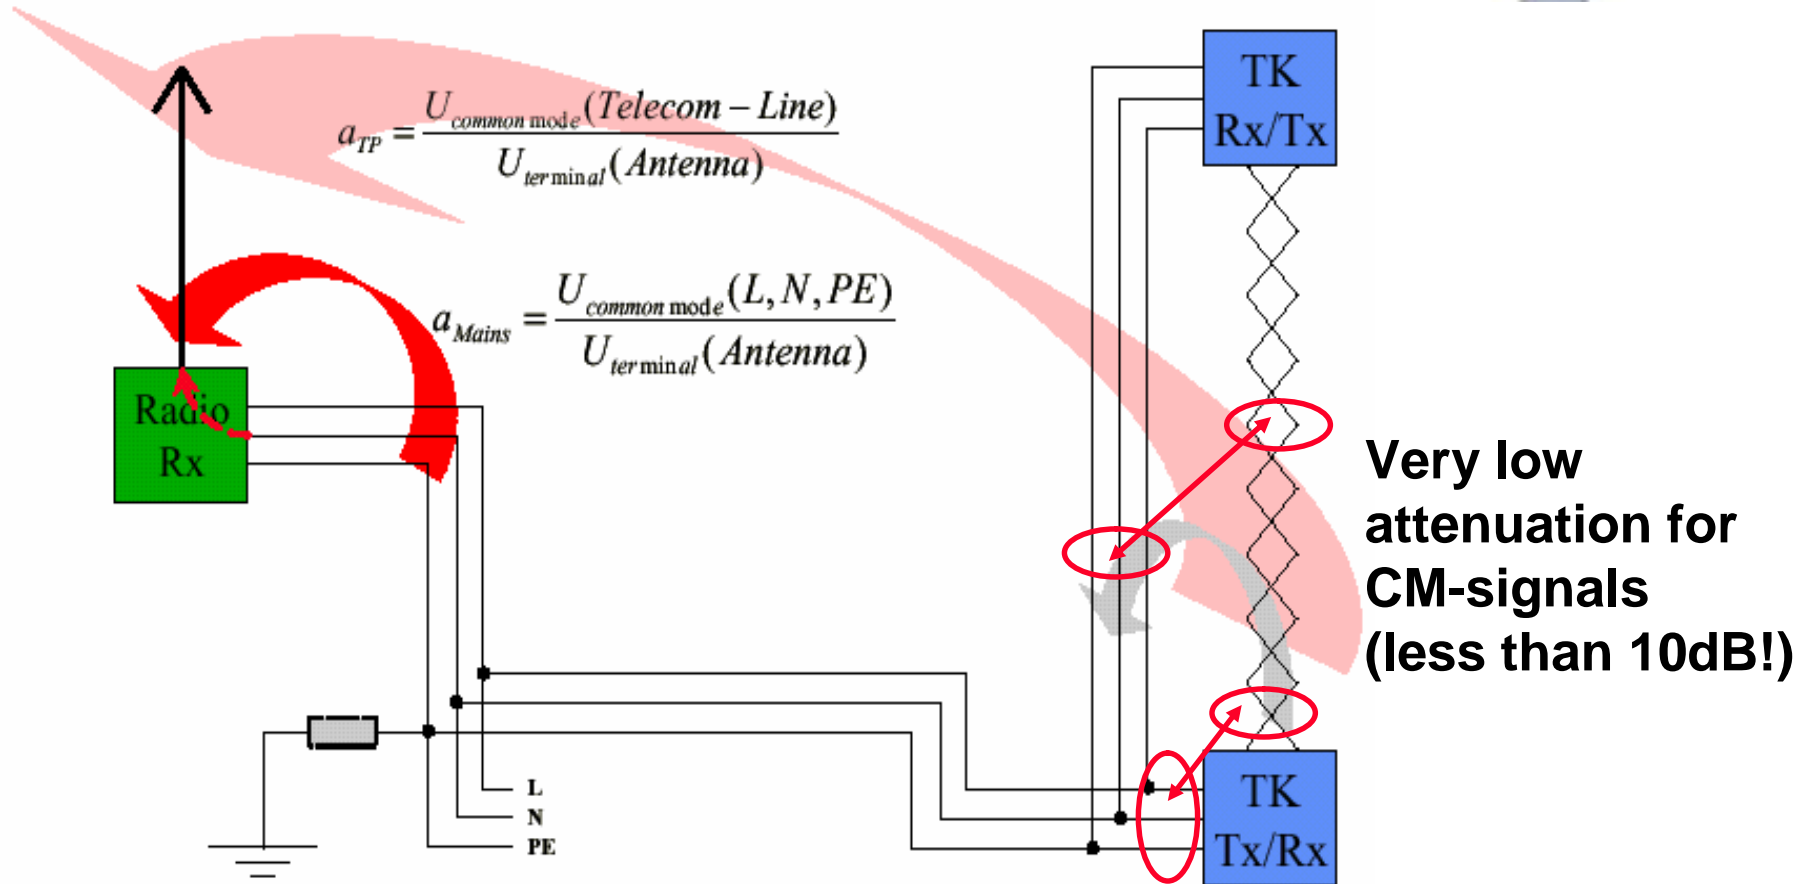 TK
Rx/Tx
a_TP = U_common mode (Telecom – Line) / U_terminal (Antenna)
a_Mains = U_common mode (L, N, PE) / U_terminal (Antenna)
Radio
Rx
Very low
attenuation for
CM-signals
(less than 10dB!)
L
N
PE
TK
Tx/Rx